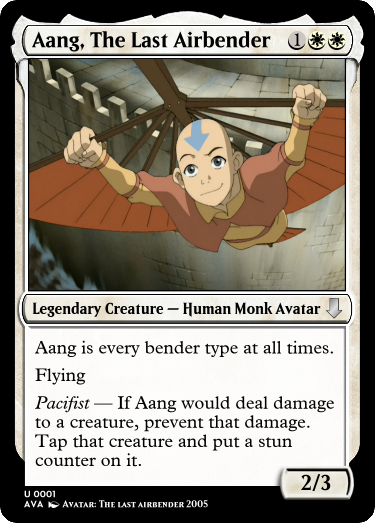 Aang, The Last Airbender 1
Legendary Creature — Human Monk Avatar
Aang is every bender type at all times.
Flying
Pacifist — If Aang would deal damage
to a creature, prevent that damage.
Tap that creature and put a stun
counter on it.
2/3
U 0001
AVA Avatar: The last airbender 2005